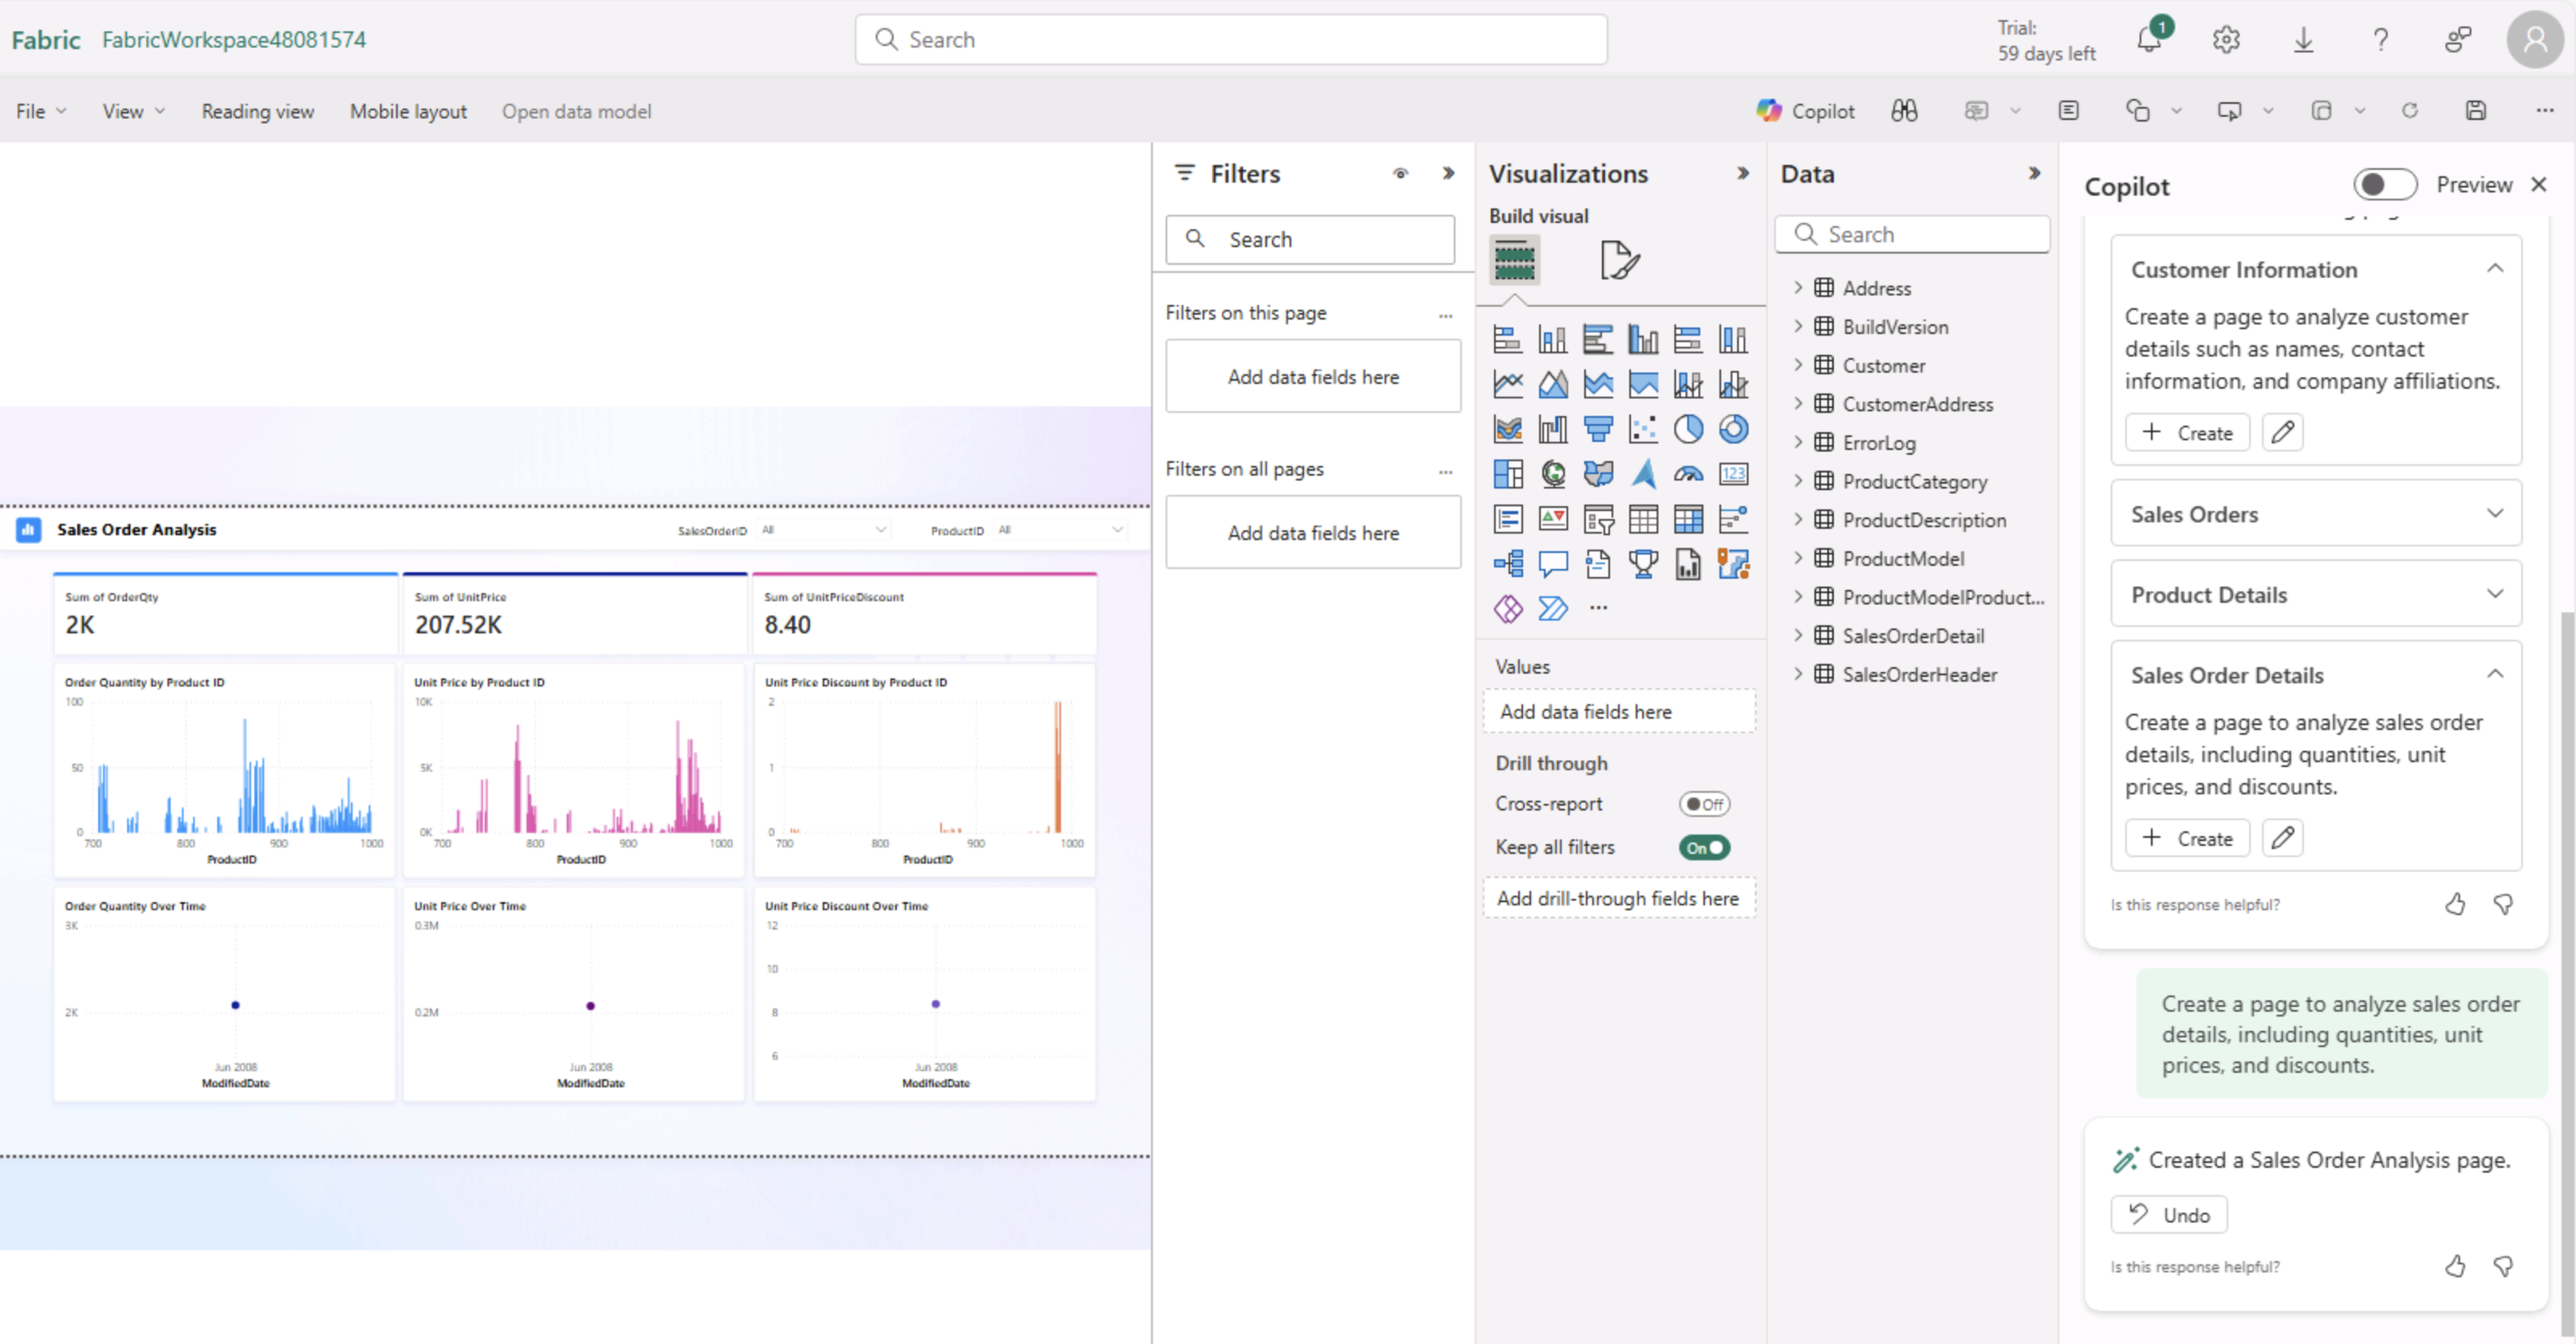 Fabric FabricWorkspace48081574
Search
Trial:
59 days left
1
File View Reading view Mobile layout Open data model
Copilot
Sales Order Analysis
SalesOrderID All
ProductID All
Sum of OrderQty
2K
Sum of UnitPrice
207.52K
Sum of UnitPriceDiscount
8.40
Order Quantity by Product ID
100
50
0
700 800 900 1000
ProductID
Unit Price by Product ID
10K
5K
0K
700 800 900 1000
ProductID
Unit Price Discount by Product ID
2
1
0
700 800 900 1000
ProductID
Order Quantity Over Time
3K
2K
Jun 2008
ModifiedDate
Unit Price Over Time
0.3M
0.2M
Jun 2008
ModifiedDate
Unit Price Discount Over Time
12
10
8
6
Jun 2008
ModifiedDate
Filters
Search
Filters on this page
Add data fields here
Filters on all pages
Add data fields here
Visualizations
Build visual
123
Values
Add data fields here
Drill through
Cross-report Off
Keep all filters On
Add drill-through fields here
Data
Search
Address
BuildVersion
Customer
CustomerAddress
ErrorLog
ProductCategory
ProductDescription
ProductModel
ProductModelProduct...
SalesOrderDetail
SalesOrderHeader
Copilot
Preview
Customer Information
Create a page to analyze customer
details such as names, contact
information, and company affiliations.
Create
Sales Orders
Product Details
Sales Order Details
Create a page to analyze sales order
details, including quantities, unit
prices, and discounts.
Create
Is this response helpful?
Create a page to analyze sales order
details, including quantities, unit
prices, and discounts.
Created a Sales Order Analysis page.
Undo
Is this response helpful?